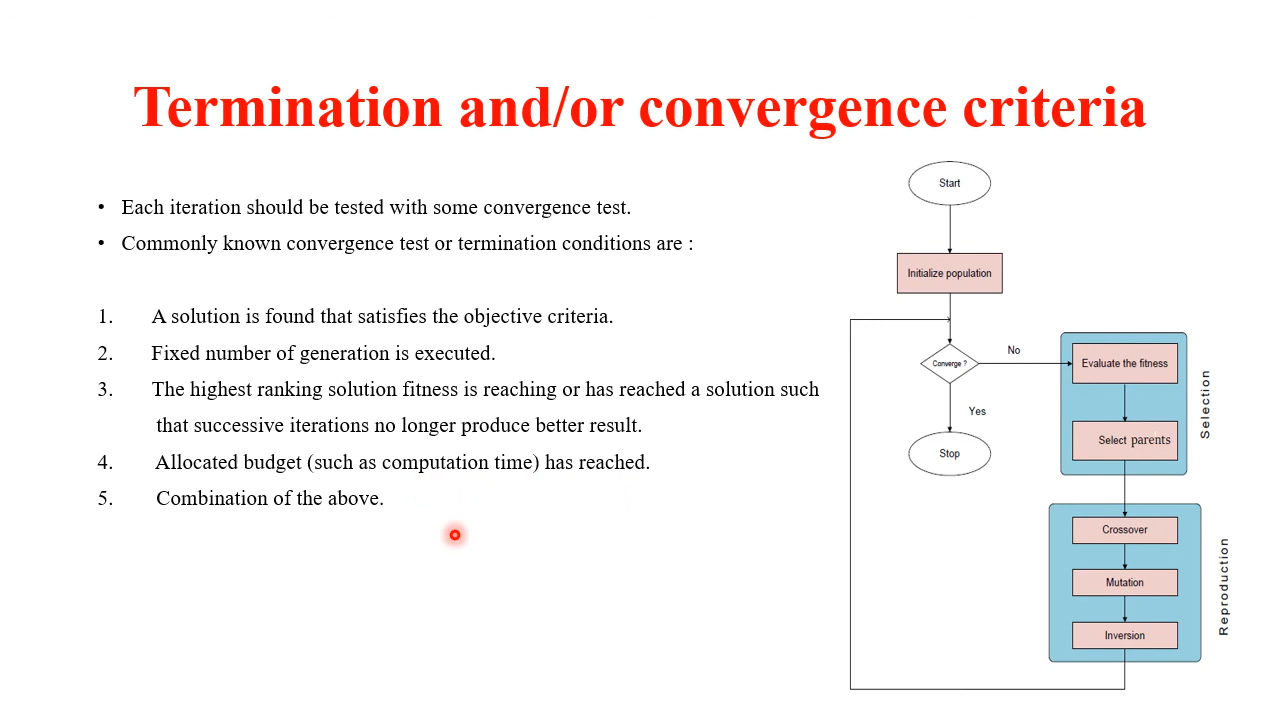 Termination and/or convergence criteria
• Each iteration should be tested with some convergence test.
• Commonly known convergence test or termination conditions are :
1. A solution is found that satisfies the objective criteria.
2. Fixed number of generation is executed.
3. The highest ranking solution fitness is reaching or has reached a solution such
that successive iterations no longer produce better result.
4. Allocated budget (such as computation time) has reached.
5. Combination of the above.
Start
Initialize population
Converge ?
No
Yes
Stop
Evaluate the fitness
Select parents
Selection
Crossover
Mutation
Inversion
Reproduction